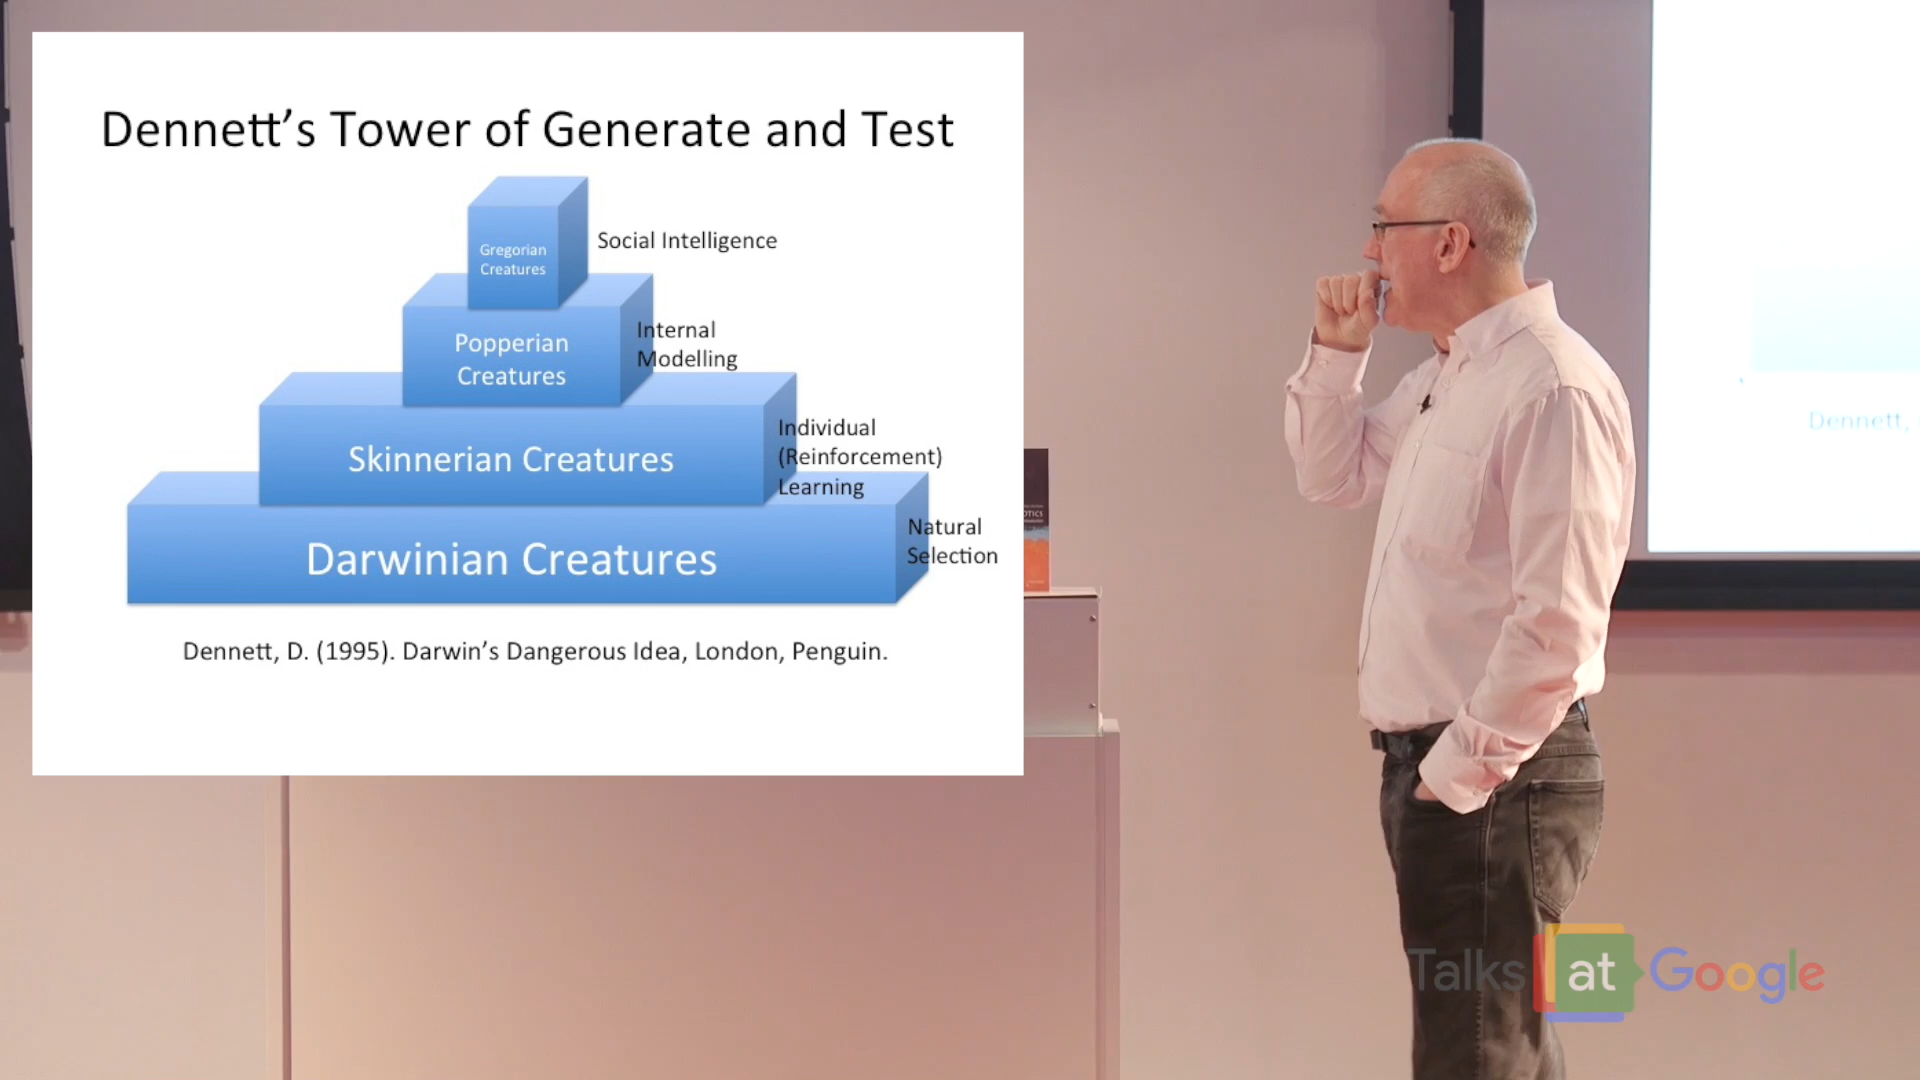 Dennett's Tower of Generate and Test
Gregorian
Creatures
Social Intelligence
Popperian
Creatures
Internal
Modelling
Skinnerian Creatures
Individual
(Reinforcement)
Learning
Darwinian Creatures
Natural
Selection
Dennett, D. (1995). Darwin's Dangerous Idea, London, Penguin.
OTICS
Dennett,
Talks at Google